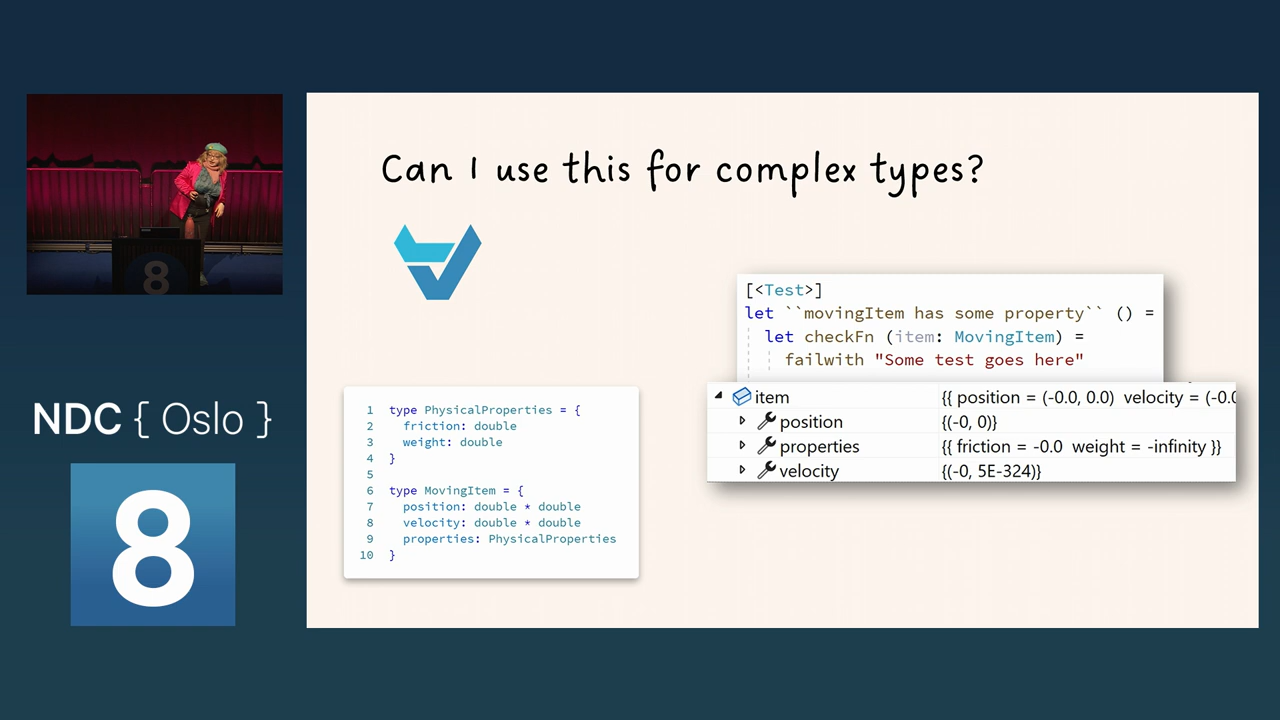 Can I use this for complex types?
[<Test>]
let ``movingItem has some property`` () =
let checkFn (item: MovingItem) =
failwith "Some test goes here"
item {{ position = (-0.0, 0.0) velocity = (-0.0
position {(-0, 0)}
properties {{ friction = -0.0 weight = -infinity }}
velocity {(-0, 5E-324)}
1 type PhysicalProperties = {
2 friction: double
3 weight: double
4 }
5
6 type MovingItem = {
7 position: double * double
8 velocity: double * double
9 properties: PhysicalProperties
10 }
NDC { Oslo }
8
8